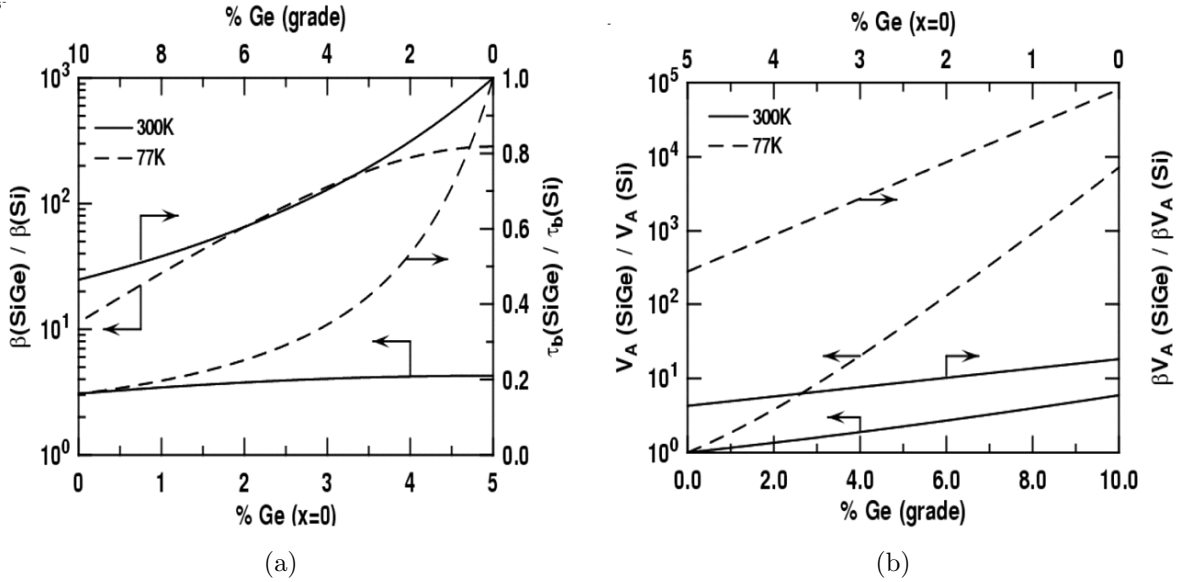 % Ge (grade)
10 8 6 4 2 0
10³ 1.0
300K
77K
0.8
10² β(SiGe) / β(Si)
0.6 τb(SiGe) / τb(Si)
0.4
10¹
0.2
10⁰ 0.0
0 1 2 3 4 5
% Ge (x=0)
(a)
% Ge (x=0)
5 4 3 2 1 0
10⁵
300K
77K
10⁴
10³
VA (SiGe) / VA (Si)
βVA (SiGe) / βVA (Si)
10²
10¹
10⁰
0.0 2.0 4.0 6.0 8.0 10.0
% Ge (grade)
(b)